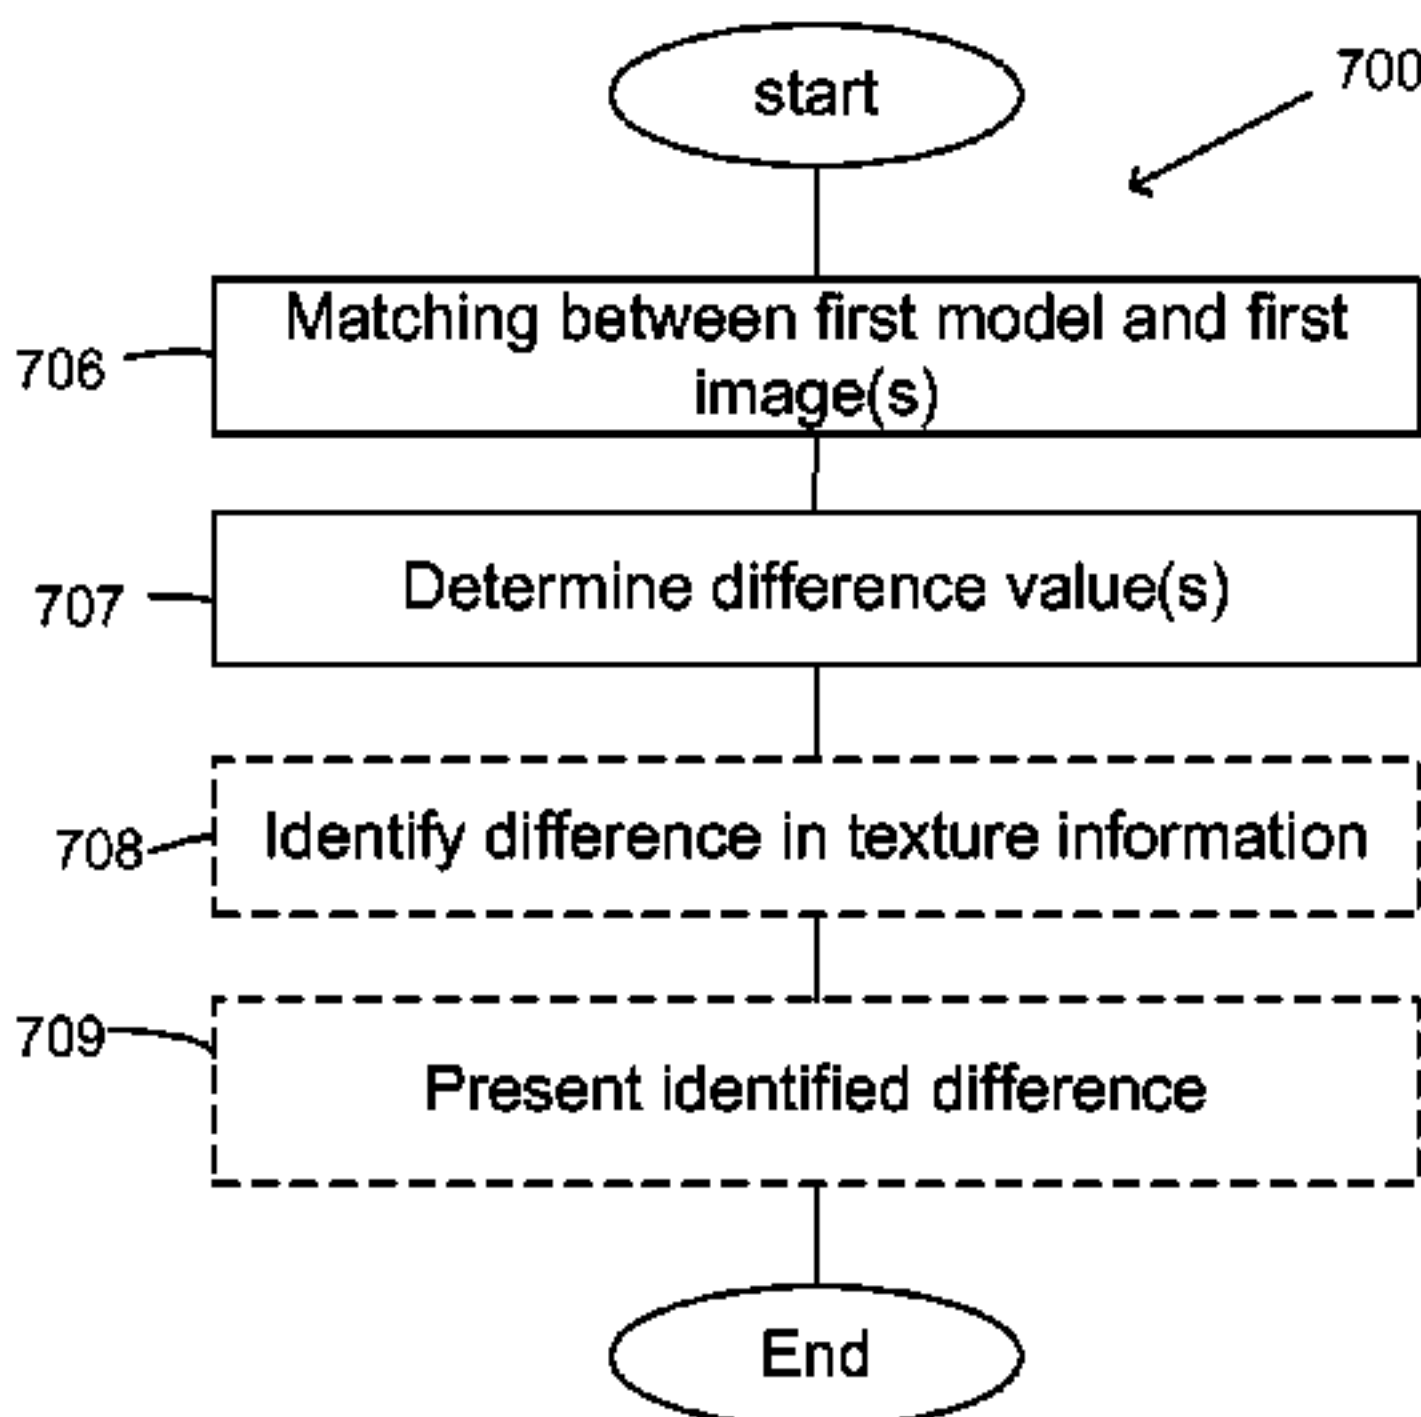 start
700
Matching between first model and first
image(s)
706
Determine difference value(s)
707
Identify difference in texture information
708
709
Present identified difference
End